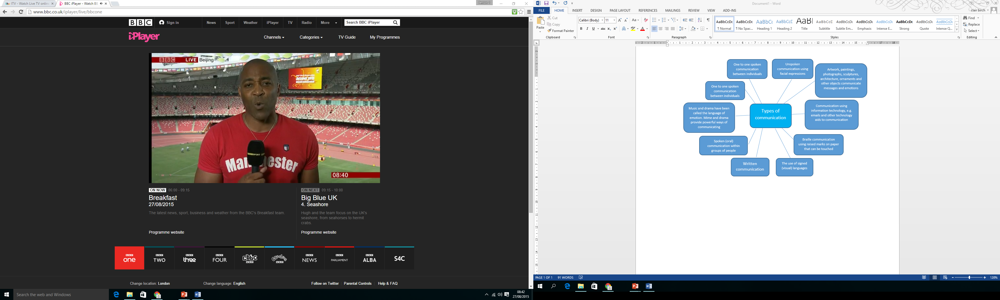 ITV - Watch Live TV online
BBC iPlayer - Watch BB
Person 1
www.bbc.co.uk/iplayer/live/bbcone
BBC
Sign in
News
Sport
Weather
iPlayer
TV
Radio
More
Search BBC iPlayer
iPlayer
Channels
Categories
TV Guide
My Programmes
BBC
LIVE Beijing
BEIJING 2015
Manchester
08:40
ON NOW 06:00 - 09:15
Breakfast
27/08/2015
The latest news, sport, business and weather from the BBC's Breakfast team.
Programme website
ON NEXT 09:15 - 10:00
Big Blue UK
4. Seashore
Hugh and the team focus on the UK's
seashore, from seahorses to hermit
crabs.
Programme website
BBC one
BBC TWO
BBC three
BBC FOUR
cbbc BBC
cbeebies BBC
BBC NEWS
BBC PARLIAMENT
BBC ALBA
S4C
Change location: London
Change language: English
Follow on Twitter
Parental Controls
Help & FAQ
Search the web and Windows
08:42
27/08/2015
Document1 - Word
FILE HOME INSERT DESIGN PAGE LAYOUT REFERENCES MAILINGS REVIEW VIEW ADD-INS
clair birch
Paste
Cut
Copy
Format Painter
Clipboard
Calibri (Body) 11
Font
Paragraph
¶ Normal
¶ No Spac...
Heading 1
Heading 2
Title
Subtitle
Subtle Em...
Emphasis
Intense E...
Strong
Quote
Intense Q...
Styles
Find
Replace
Select
Editing
One to one spoken
communication
between individuals
Unspoken
communication using
facial expressions
Artwork, paintings,
photographs, sculptures,
architecture, ornaments and
other objects communicate
messages and emotions
One to one spoken
communication
between individuals
Music and drama have been
called the language of
emotion. Mime and drama
provide powerful ways of
communicating
Types of
communication
Communication using
information technology, e.g.
emails and other technology
aids to communication
Spoken (oral)
communication within
groups of people
Braille communication
using raised marks on paper
that can be touched
Written
communication
The use of signed
(visual) languages
PAGE 1 OF 1
91 WORDS
120%